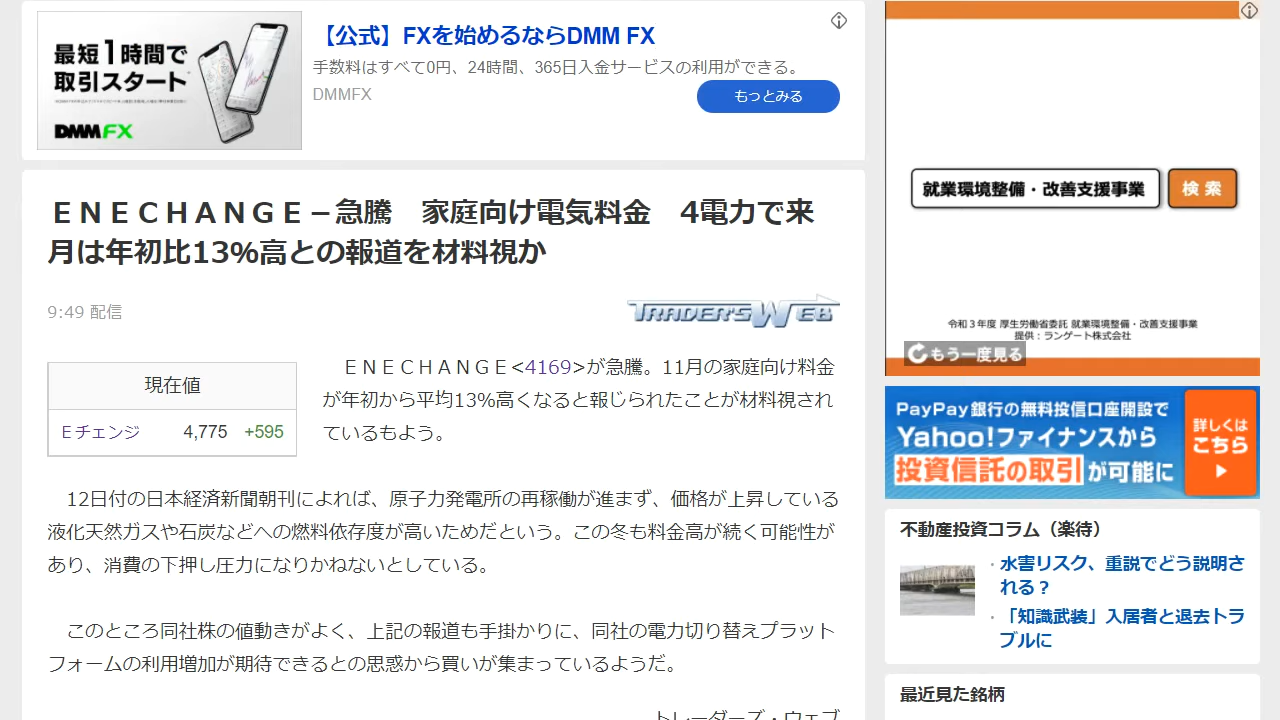 最短1時間で
取引スタート
DMM FX
【公式】FXを始めるならDMM FX
手数料はすべて0円、24時間、365日入金サービスの利用ができる。
DMMFX
もっとみる
ＥＮＥＣＨＡＮＧＥ－急騰　家庭向け電気料金　4電力で来
月は年初比13%高との報道を材料視か
9:49 配信
TRADER'S WEB
現在値
Eチェンジ 4,775 +595
ＥＮＥＣＨＡＮＧＥ<4169>が急騰。11月の家庭向け料金
が年初から平均13%高くなると報じられたことが材料視され
ているもよう。
12日付の日本経済新聞朝刊によれば、原子力発電所の再稼働が進まず、価格が上昇している
液化天然ガスや石炭などへの燃料依存度が高いためだという。この冬も料金高が続く可能性が
あり、消費の下押し圧力になりかねないとしている。
このところ同社株の値動きがよく、上記の報道も手掛かりに、同社の電力切り替えプラット
フォームの利用増加が期待できるとの思惑から買いが集まっているようだ。
トレーダーズ・ウェブ
就業環境整備・改善支援事業
検索
令和３年度 厚生労働省委託 就業環境整備・改善支援事業
提供：ランゲート株式会社
もう一度見る
PayPay銀行の無料投信口座開設で
Yahoo!ファイナンスから
投資信託の取引が可能に
詳しくは
こちら
不動産投資コラム（楽待）
・水害リスク、重説でどう説明さ
れる？
・「知識武装」入居者と退去トラ
ブルに
最近見た銘柄